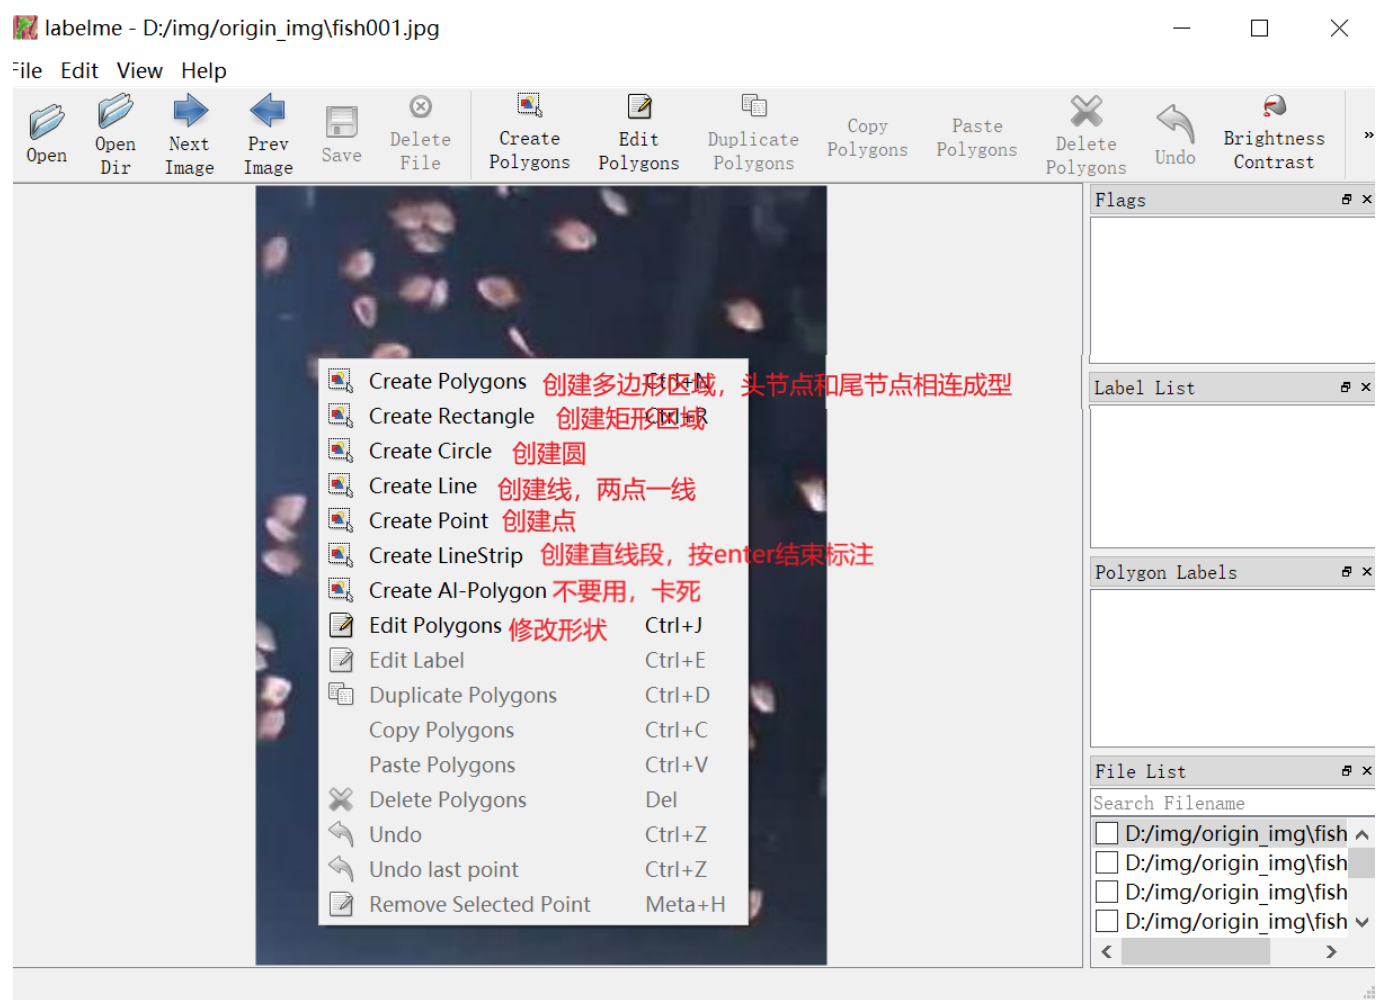 labelme - D:/img/origin_img\fish001.jpg
File Edit View Help
Open
Open Dir
Next Image
Prev Image
Save
Delete File
Create Polygons
Edit Polygons
Duplicate Polygons
Copy Polygons
Paste Polygons
Delete Polygons
Undo
Brightness Contrast
»
Flags
Label List
Polygon Labels
File List
Search Filename
D:/img/origin_img\fish
D:/img/origin_img\fish
D:/img/origin_img\fish
D:/img/origin_img\fish
Create Polygons 创建多边形区域，头节点和尾节点相连成型 Ctrl+N
Create Rectangle 创建矩形区域 Ctrl+R
Create Circle 创建圆
Create Line 创建线，两点一线
Create Point 创建点
Create LineStrip 创建直线段，按enter结束标注
Create AI-Polygon 不要用，卡死
Edit Polygons 修改形状 Ctrl+J
Edit Label Ctrl+E
Duplicate Polygons Ctrl+D
Copy Polygons Ctrl+C
Paste Polygons Ctrl+V
Delete Polygons Del
Undo Ctrl+Z
Undo last point Ctrl+Z
Remove Selected Point Meta+H